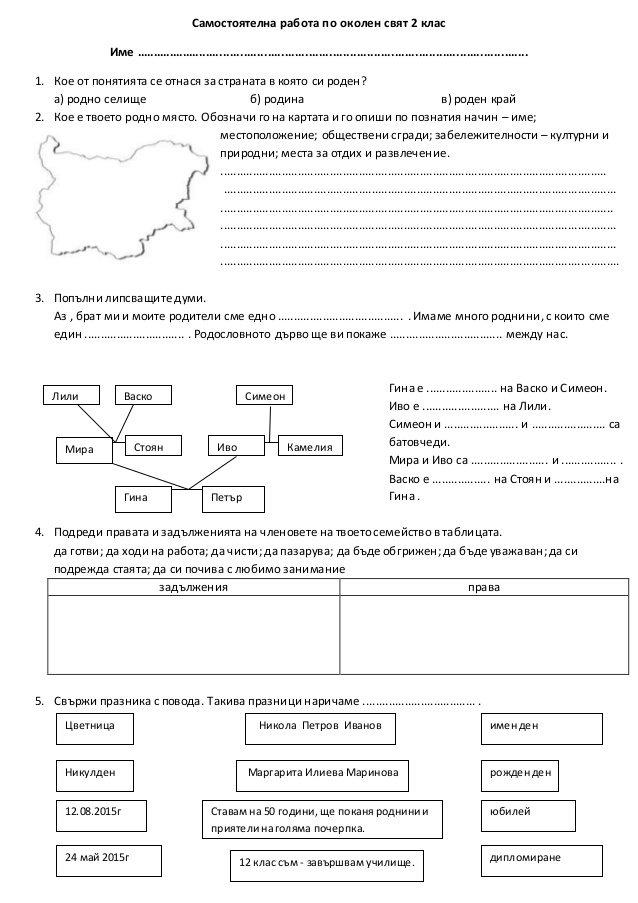 Самостоятелна работа по околен свят 2 клас
Име ........................................................................................................................
1. Кое от понятията се отнася за страната в която си роден?
а) родно селище б) родина в) роден край
2. Кое е твоето родно място. Обозначи го на картата и го опиши по познатия начин – име;
местоположение; обществени сгради; забележителности – културни и
природни; места за отдих и развлечение.
......................................................................................................................
........................................................................................................................
........................................................................................................................
........................................................................................................................
........................................................................................................................
........................................................................................................................
3. Попълни липсващите думи.
Аз , брат ми и моите родители сме едно ...................................... . Имаме много роднини, с които сме
един ............................... . Родословното дърво ще ви покаже .................................. между нас.
Лили Васко Симеон
Мира Стоян Иво Камелия
Гина Петър
Гина е ...................... на Васко и Симеон.
Иво е ........................ на Лили.
Симеон и ....................... и ....................... са
батовчеди.
Мира и Иво са ........................ и ................. .
Васко е .................. на Стоян и ................на
Гина .
4. Подреди правата и задълженията на членовете на твоето семейство в таблицата.
да готви; да ходи на работа; да чисти; да пазарува; да бъде обгрижен; да бъде уважаван; да си
подрежда стаята; да си почива с любимо занимание
задължения права
5. Свържи празника с повода. Такива празници наричаме ................................... .
Цветница Никола Петров Иванов имен ден
Никулден Маргарита Илиева Маринова рожден ден
12.08.2015г Ставам на 50 години, ще поканя роднини и юбилей
приятели на голяма почерпка.
24 май 2015г 12 клас съм - завършвам училище. дипломиране